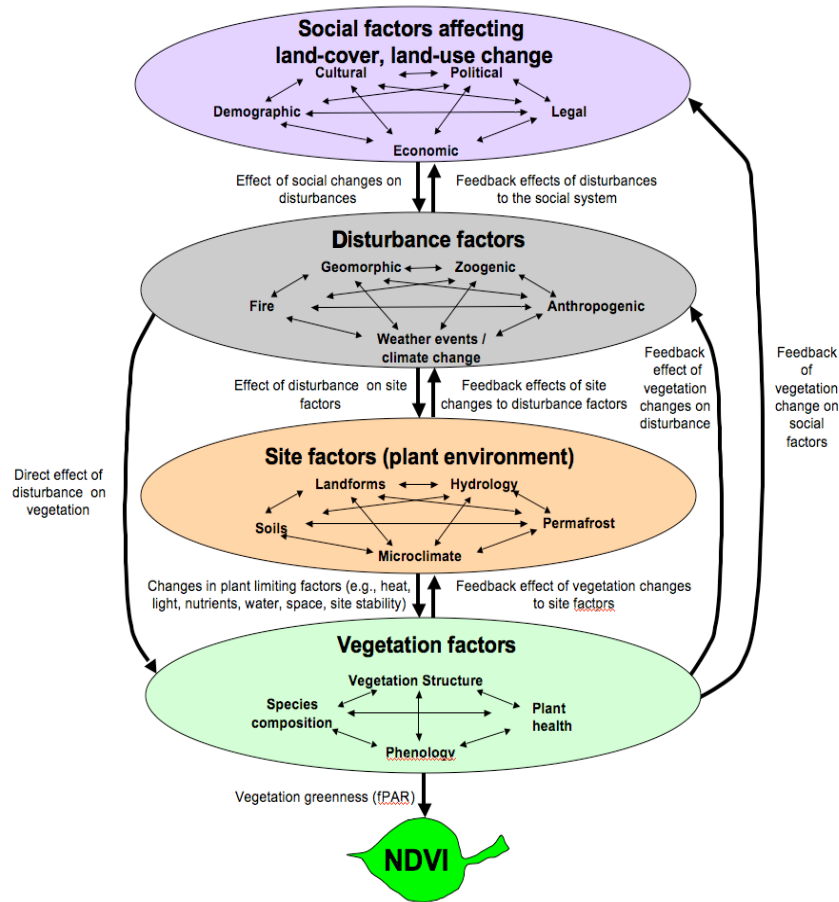 Social factors affecting
land-cover, land-use change
Cultural
Political
Demographic
Legal
Economic
Effect of social changes on
disturbances
Feedback effects of disturbances
to the social system
Disturbance factors
Geomorphic
Zoogenic
Fire
Anthropogenic
Weather events /
climate change
Effect of disturbance on site
factors
Feedback effects of site
changes to disturbance factors
Feedback
effect of
vegetation
changes on
disturbance
Feedback
of
vegetation
change on
social
factors
Direct effect of
disturbance on
vegetation
Site factors (plant environment)
Landforms
Hydrology
Soils
Permafrost
Microclimate
Changes in plant limiting factors (e.g., heat,
light, nutrients, water, space, site stability)
Feedback effect of vegetation changes
to site factors
Vegetation factors
Vegetation Structure
Species
composition
Plant
health
Phenology
Vegetation greenness (fPAR)
NDVI